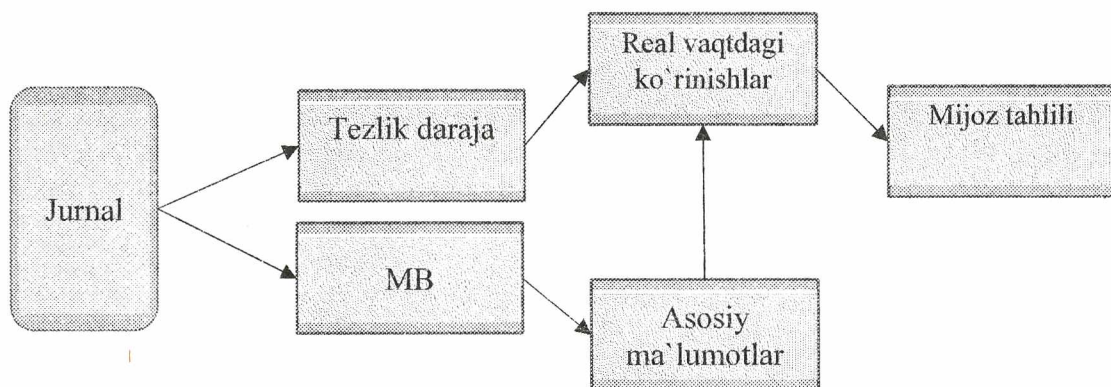 Jurnal
Tezlik daraja
MB
Real vaqtdagi
ko`rinishlar
Asosiy
ma`lumotlar
Mijoz tahlili